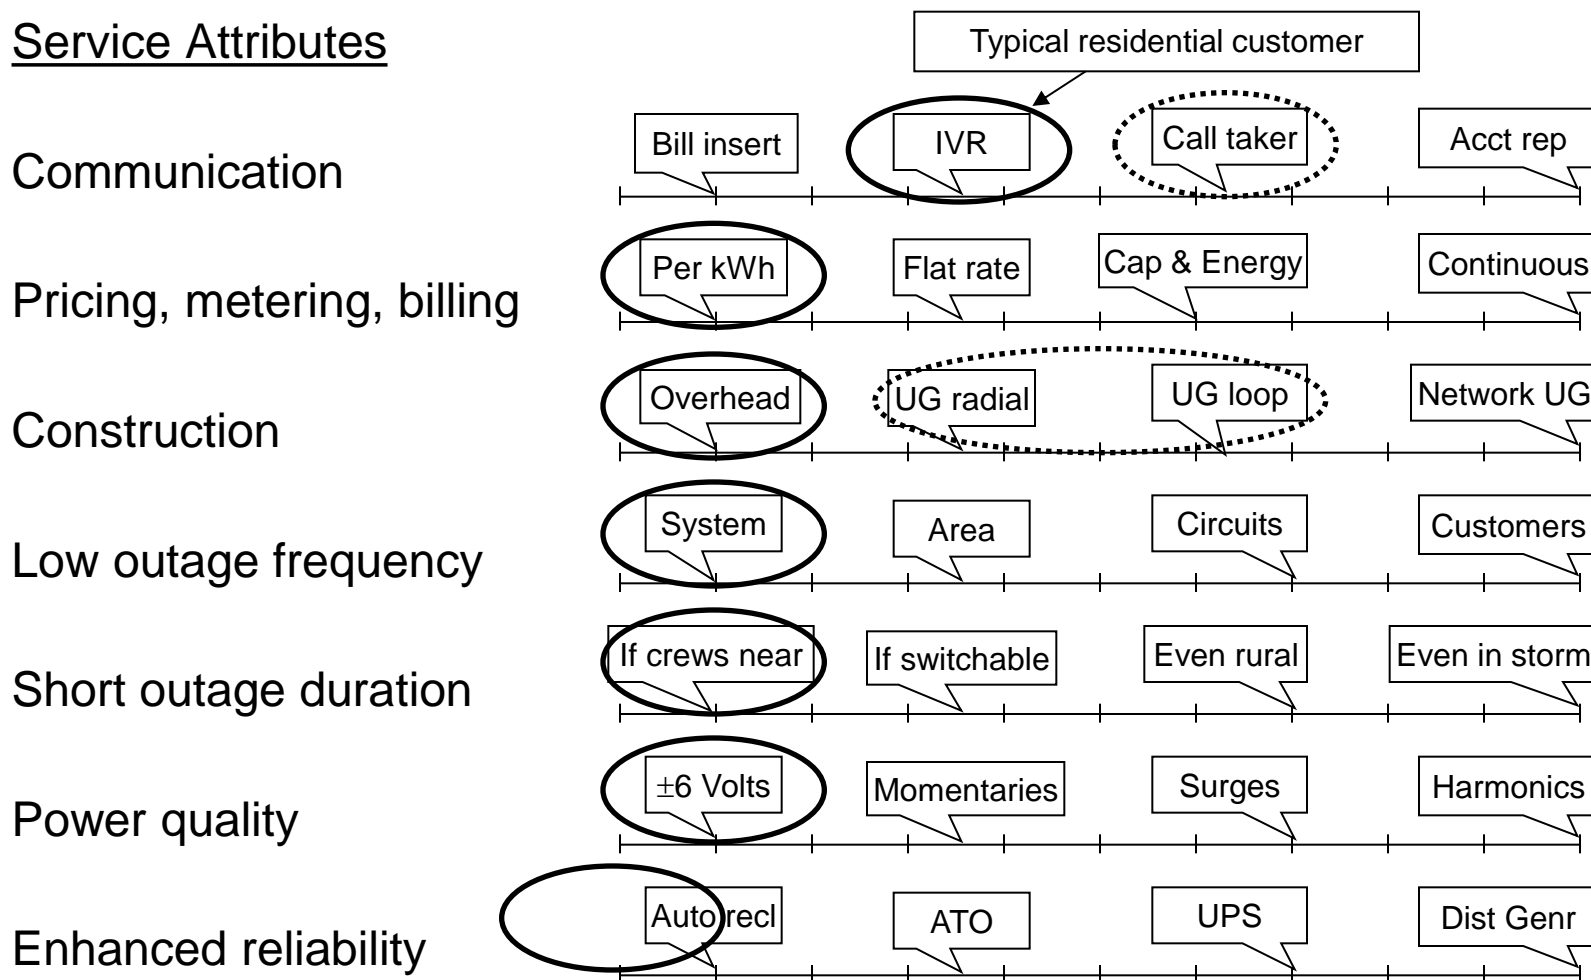 Service Attributes
Typical residential customer
Communication
Bill insert
IVR
Call taker
Acct rep
Pricing, metering, billing
Per kWh
Flat rate
Cap & Energy
Continuous
Construction
Overhead
UG radial
UG loop
Network UG
Low outage frequency
System
Area
Circuits
Customers
Short outage duration
If crews near
If switchable
Even rural
Even in storm
Power quality
±6 Volts
Momentaries
Surges
Harmonics
Enhanced reliability
Auto recl
ATO
UPS
Dist Genr